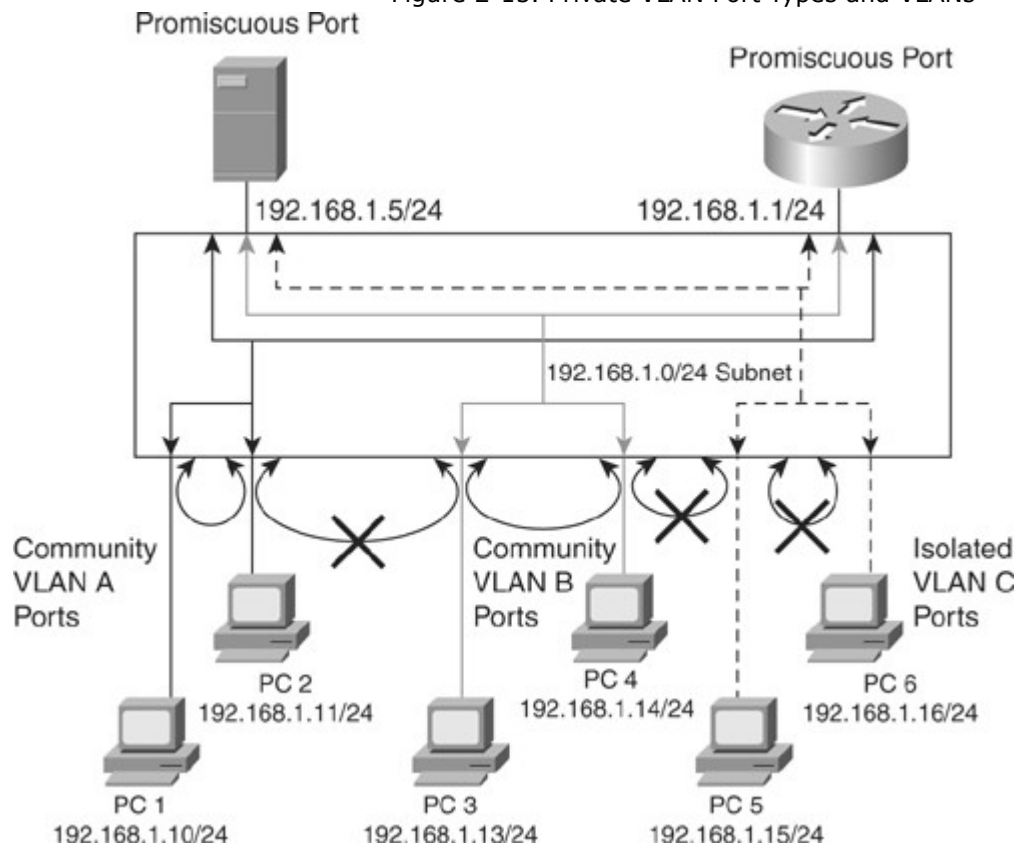 Promiscuous Port
Promiscuous Port
192.168.1.5/24
192.168.1.1/24
192.168.1.0/24 Subnet
Community
VLAN A
Ports
Community
VLAN B
Ports
Isolated
VLAN C
Ports
PC 2
192.168.1.11/24
PC 4
192.168.1.14/24
PC 6
192.168.1.16/24
PC 1
192.168.1.10/24
PC 3
192.168.1.13/24
PC 5
192.168.1.15/24